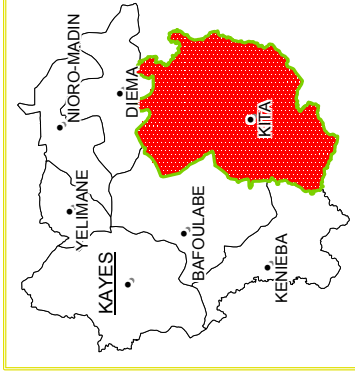 NIORO-MADIN
DIEMA
YELIMANE
KITA
KAYES
BAFOULABE
KENIEBA